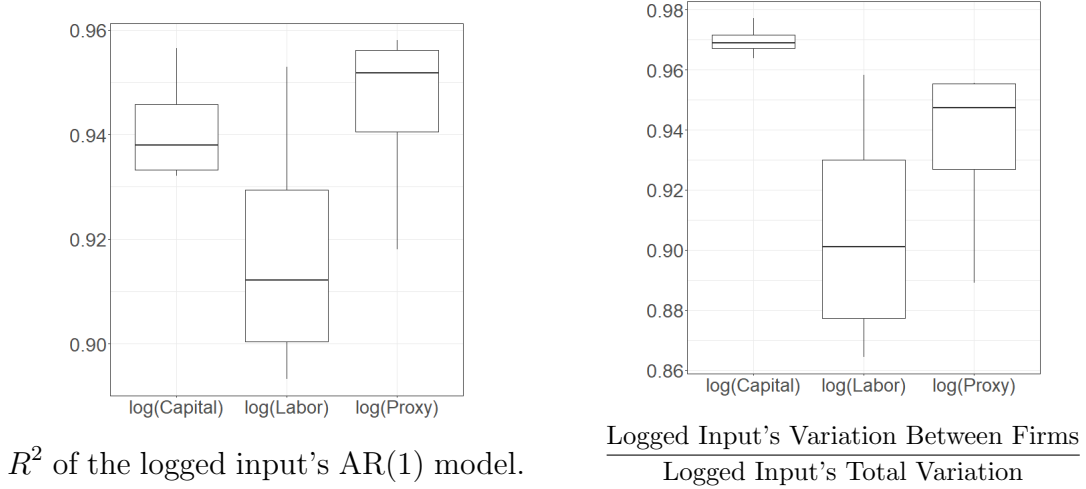 0.96
0.94
0.92
0.90
log(Capital) log(Labor) log(Proxy)
R² of the logged input's AR(1) model.
0.98
0.96
0.94
0.92
0.90
0.88
0.86
log(Capital) log(Labor) log(Proxy)
Logged Input's Variation Between Firms
Logged Input's Total Variation